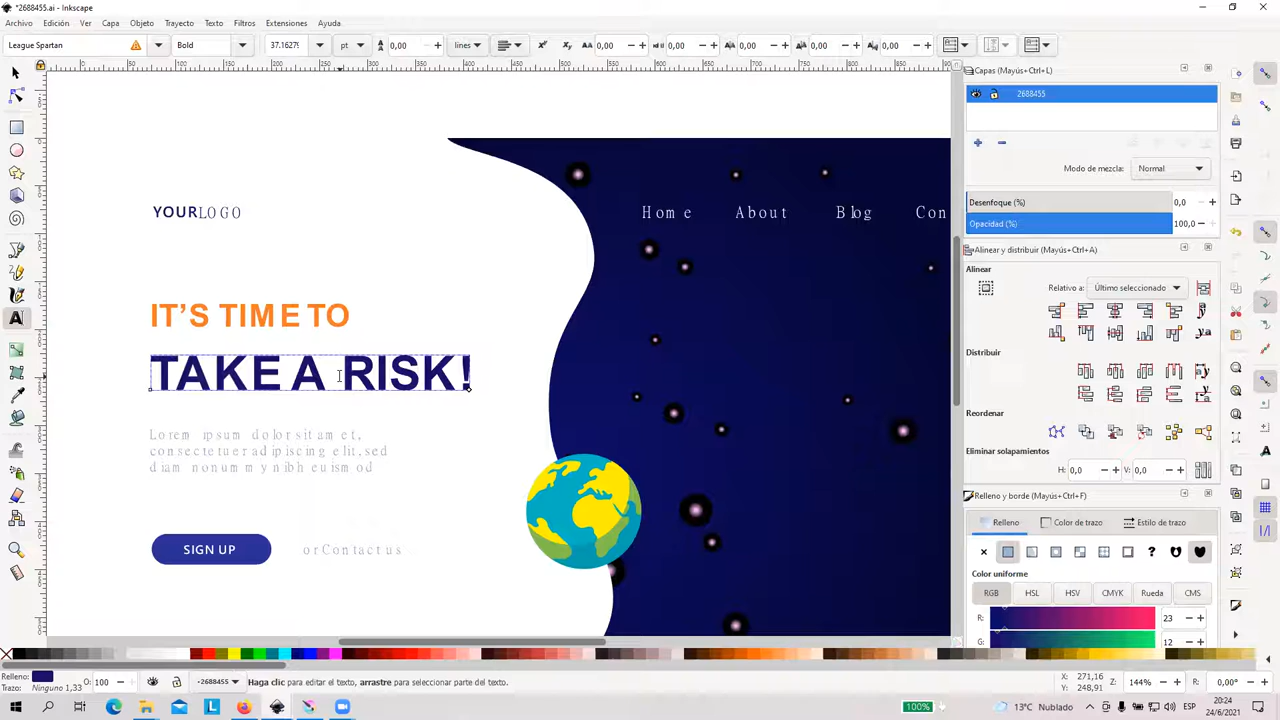 *2688455.ai - Inkscape
Archivo Edición Ver Capa Objeto Trayecto Texto Filtros Extensiones Ayuda
League Spartan Bold 37.1627 pt 0,00 lines 0,00 0,00 0,00 0,00 0,00
Capas (Mayús+Ctrl+L)
2688455
Modo de mezcla: Normal
Desenfoque (%) 0,0
Opacidad (%) 100,0
Alinear y distribuir (Mayús+Ctrl+A)
Alinear
Relativo a: Último seleccionado
Distribuir
Reordenar
Eliminar solapamientos
H: 0,0 V: 0,0
Relleno y borde (Mayús+Ctrl+F)
Relleno Color de trazo Estilo de trazo
Color uniforme
RGB HSL HSV CMYK Rueda CMS
R: 23
G: 12
YOURLOGO
Home About Blog Con
IT'S TIME TO
TAKE A RISK!
Lorem ipsum dolor sit amet,
consectetuer adipiscing elit, sed
diam nonummy nibh euismod
SIGN UP or Contact us
Relleno:
Trazo: Ninguno 1,33
O: 100
•2688455
Haga clic para editar el texto, arrastre para seleccionar parte del texto.
X: 271,16
Y: 248,91
Z: 144%
R: 0,00°
100%
13°C Nublado
ESP
20:24
24/6/2021